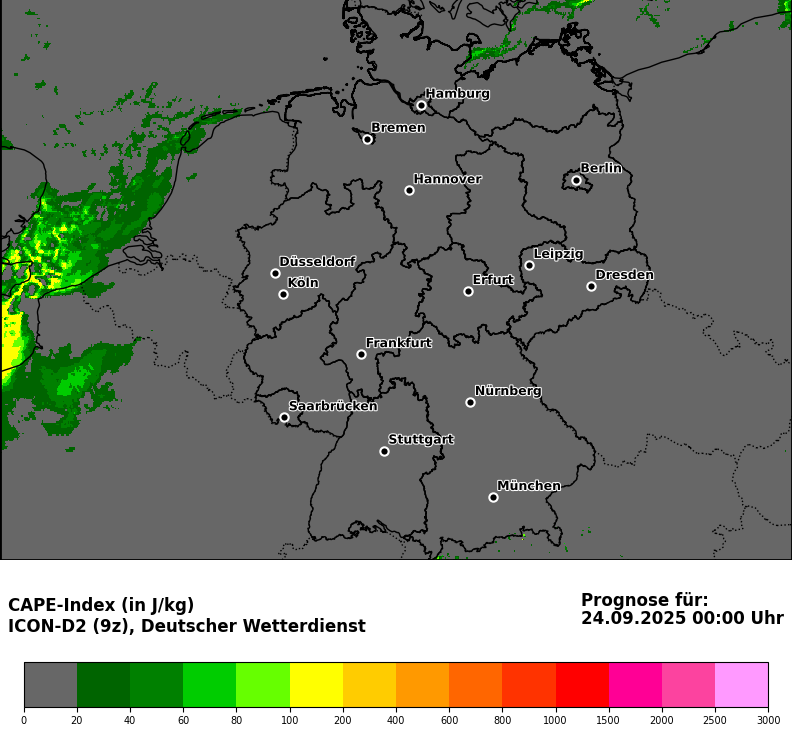 Hamburg
Bremen
Hannover
Berlin
Düsseldorf
Köln
Leipzig
Erfurt
Dresden
Frankfurt
Nürnberg
Saarbrücken
Stuttgart
München
CAPE-Index (in J/kg)
ICON-D2 (9z), Deutscher Wetterdienst
Prognose für:
24.09.2025 00:00 Uhr
0 20 40 60 80 100 200 400 600 800 1000 1500 2000 2500 3000